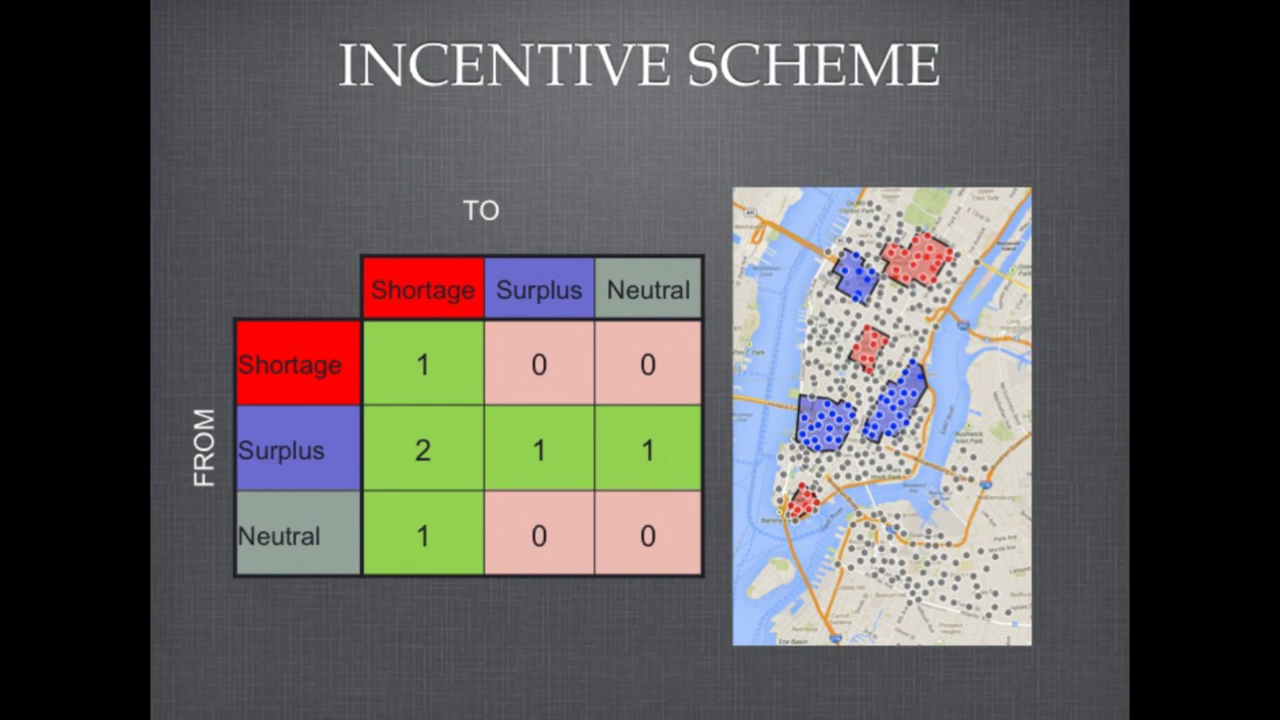 INCENTIVE SCHEME
TO
Shortage Surplus Neutral
FROM
Shortage 1 0 0
Surplus 2 1 1
Neutral 1 0 0